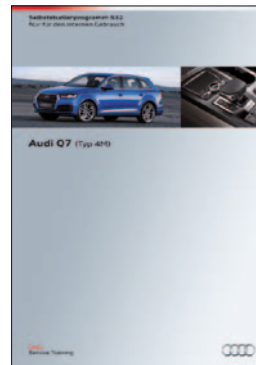 Selbststudienprogramm 632
Nur für den internen Gebrauch
Audi Q7 (Typ 4M)
Audi
Service Training